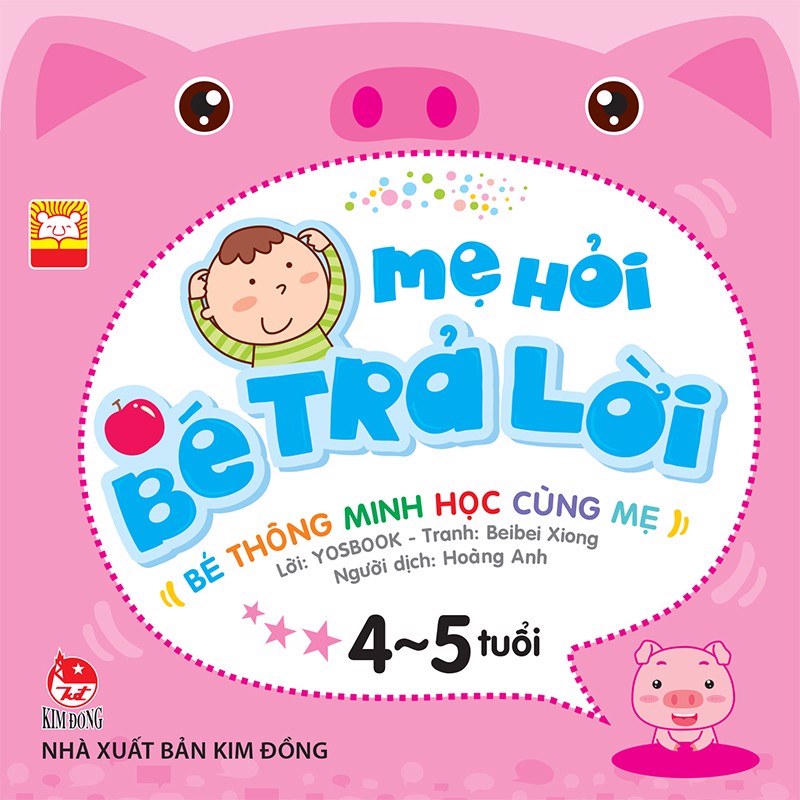 MẸ HỎI
BÉ TRẢ LỜI
BÉ THÔNG MINH HỌC CÙNG MẸ
Lời: YOSBOOK - Tranh: Beibei Xiong
Người dịch: Hoàng Anh
4~5 tuổi
Kđ
KIM ĐỒNG
NHÀ XUẤT BẢN KIM ĐỒNG